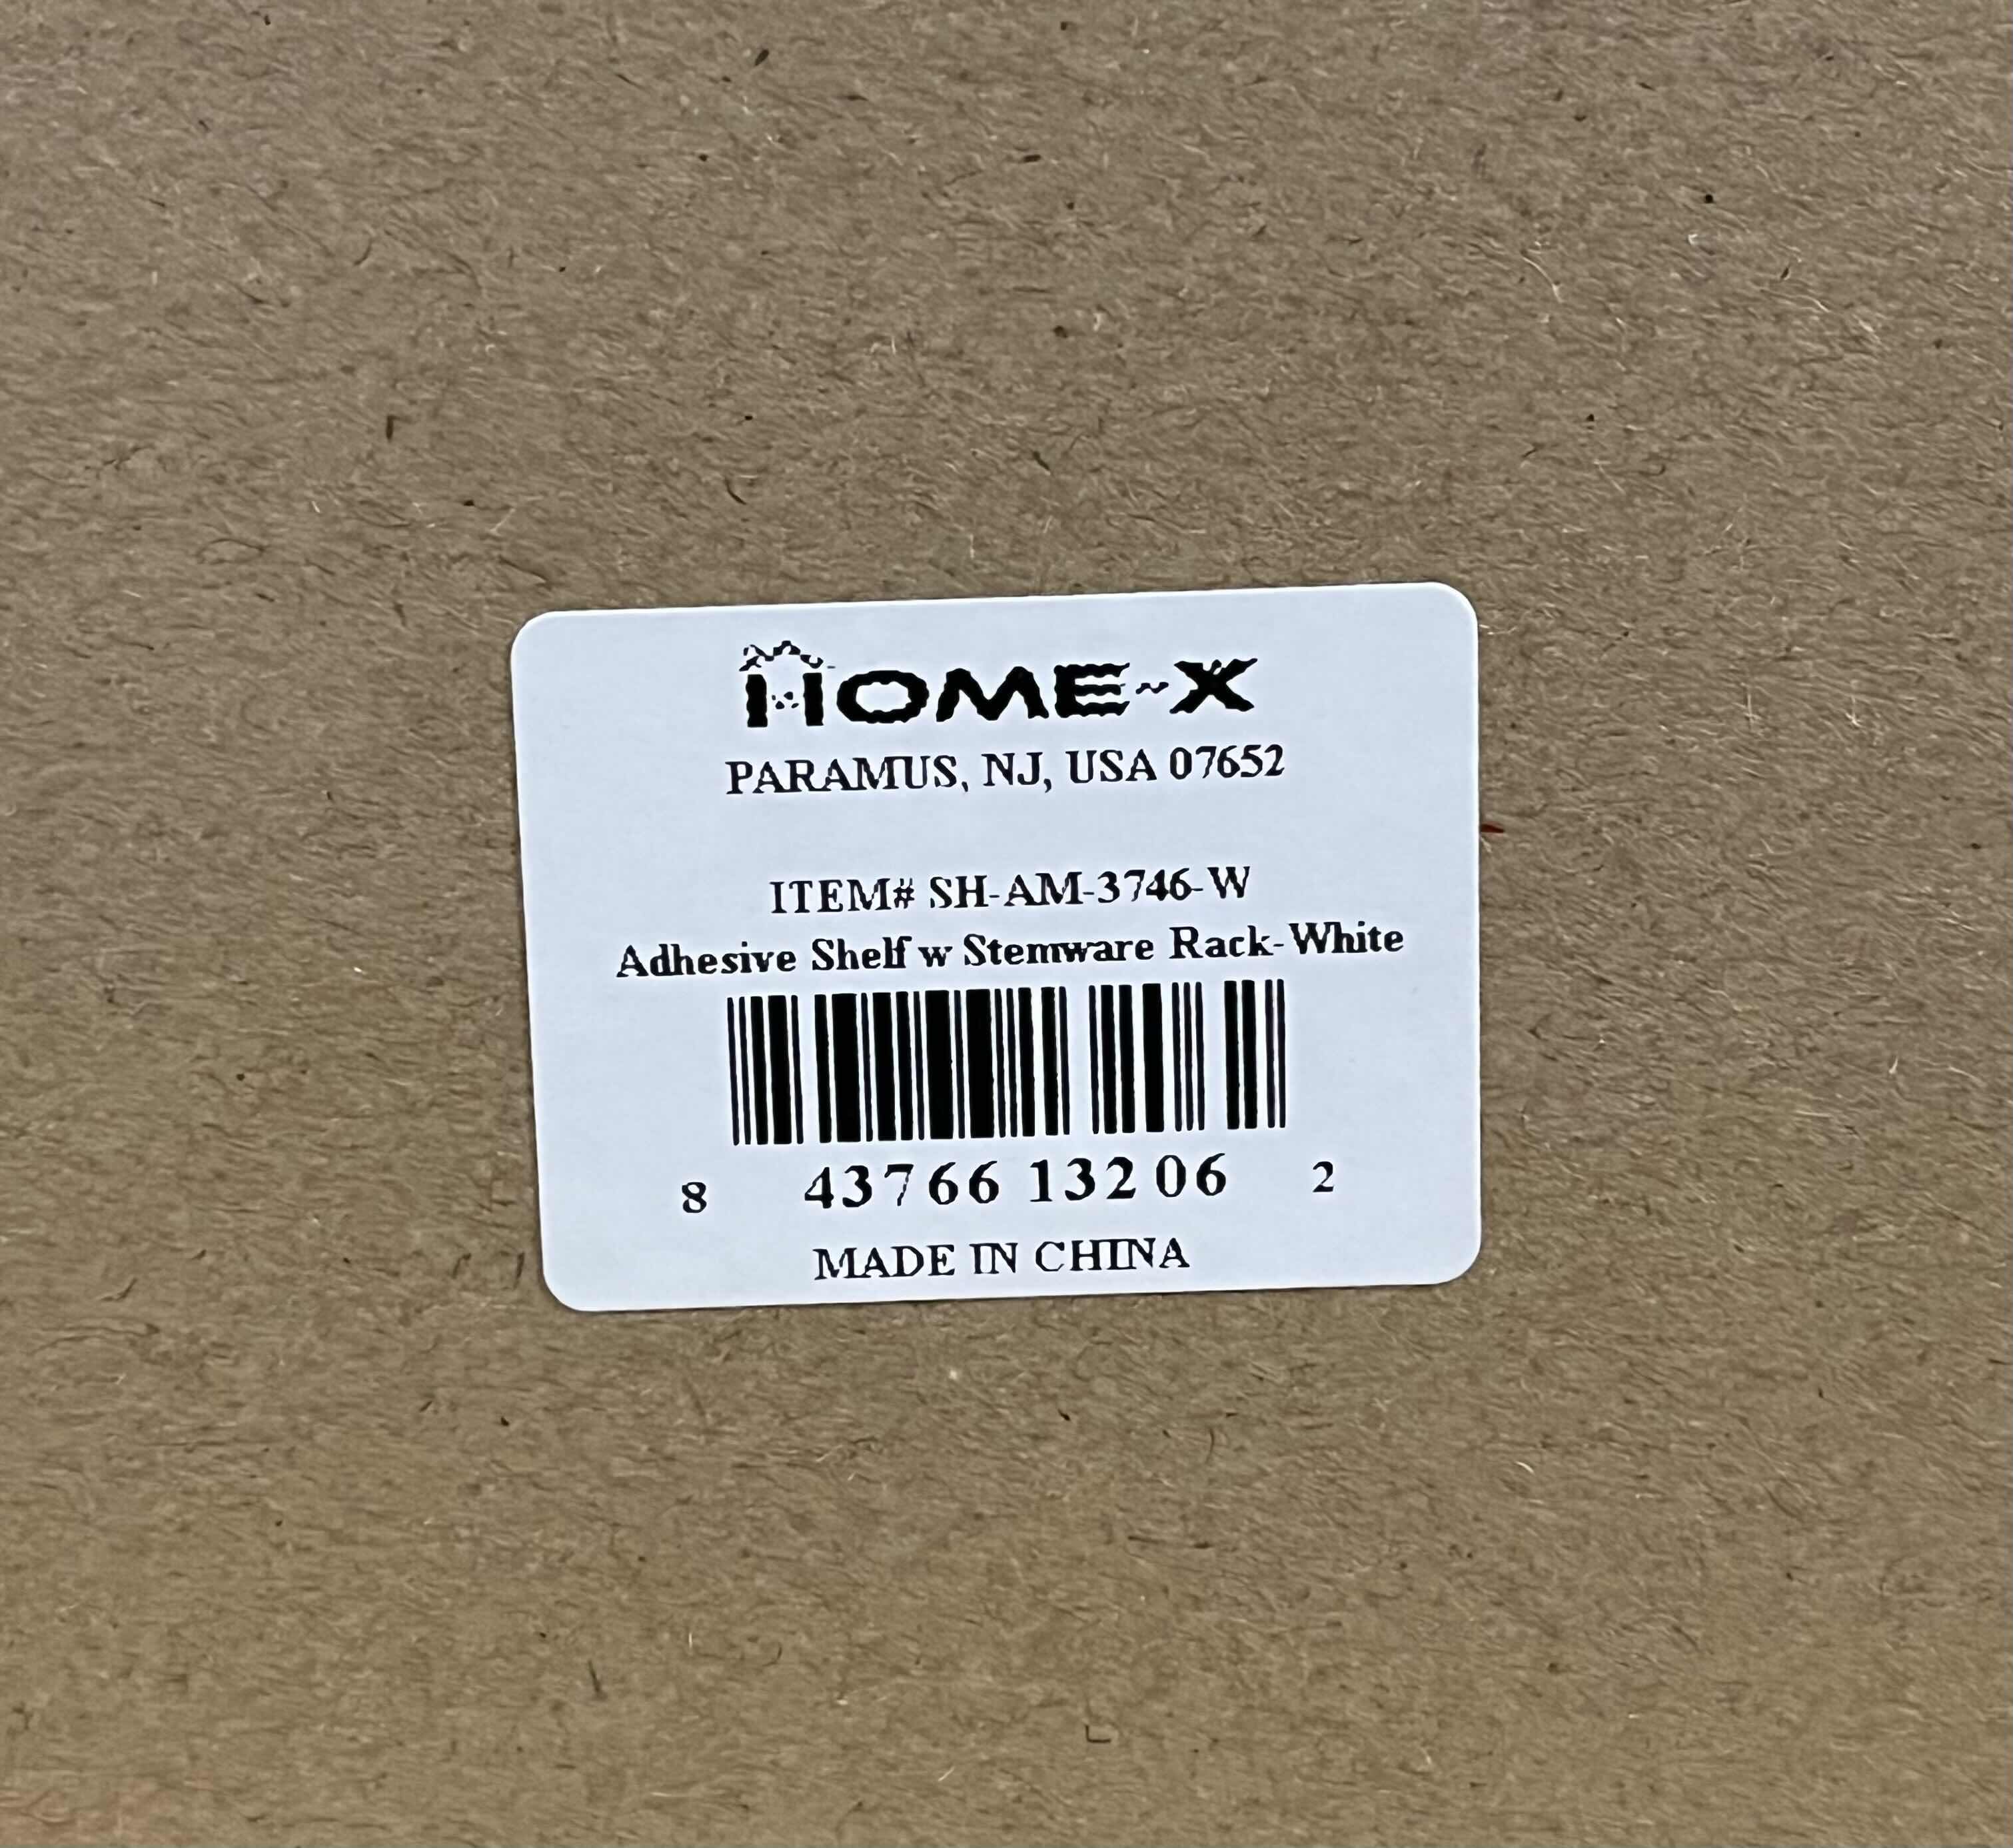 HOME-X
PARAMUS, NJ, USA 07652
ITEM# SH-AM-3746-W
Adhesive Shelf w Stemware Rack-White
8 43766 13206 2
MADE IN CHINA